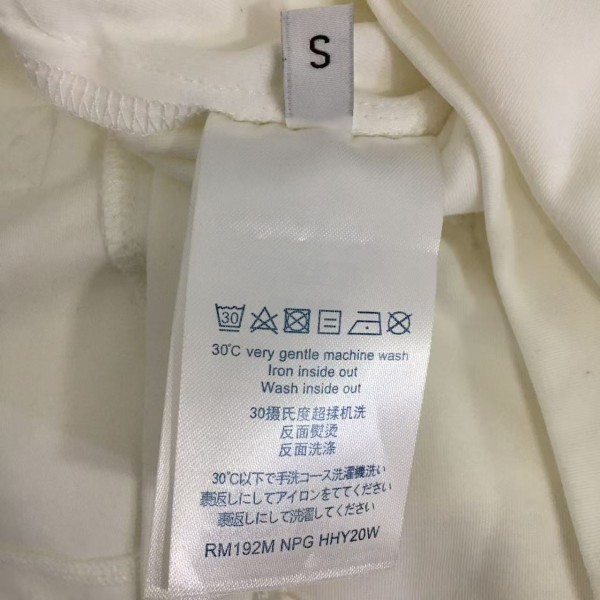 S
30
30℃ very gentle machine wash
Iron inside out
Wash inside out
30摄氏度超揉机洗
反面熨烫
反面洗涤
30℃以下で手洗コース洗濯機洗い
裏返しにしてアイロンをててください
裏返しにして洗濯してください
RM192M NPG HHY20W